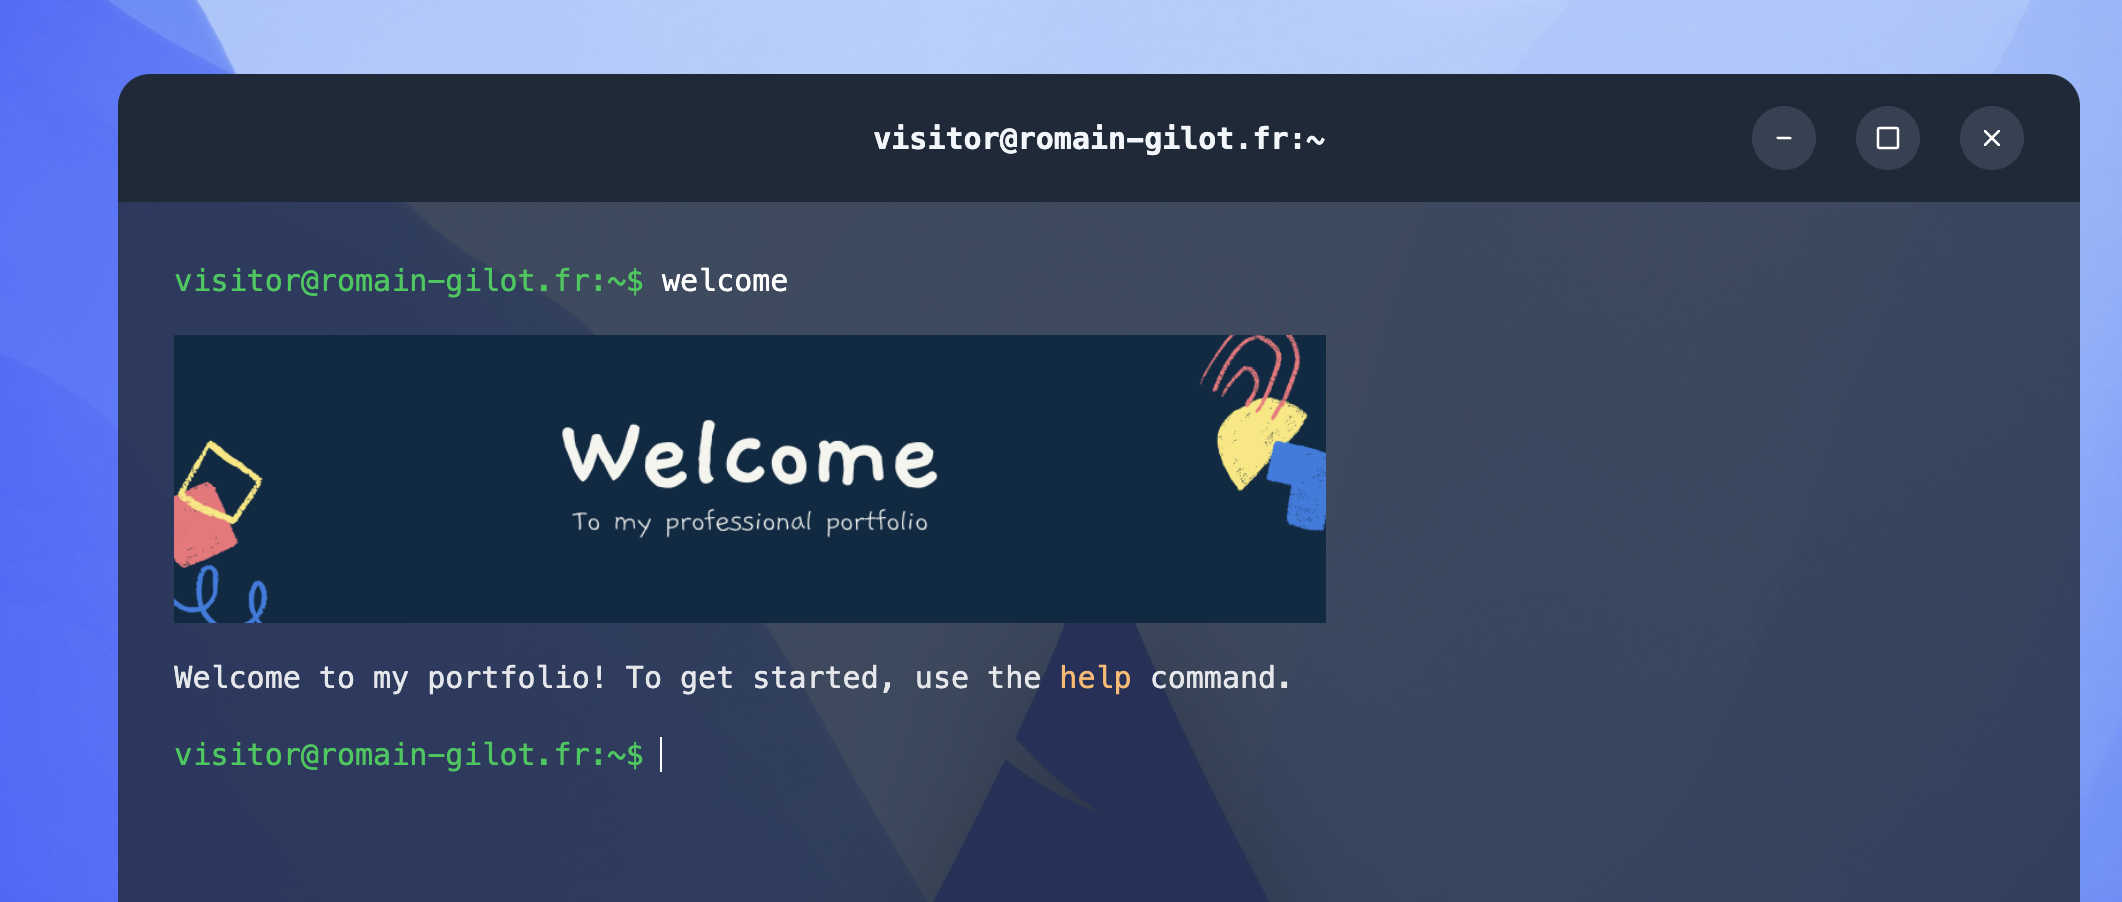 visitor@romain-gilot.fr:~
visitor@romain-gilot.fr:~$ welcome
Welcome
To my professional portfolio
Welcome to my portfolio! To get started, use the help command.
visitor@romain-gilot.fr:~$